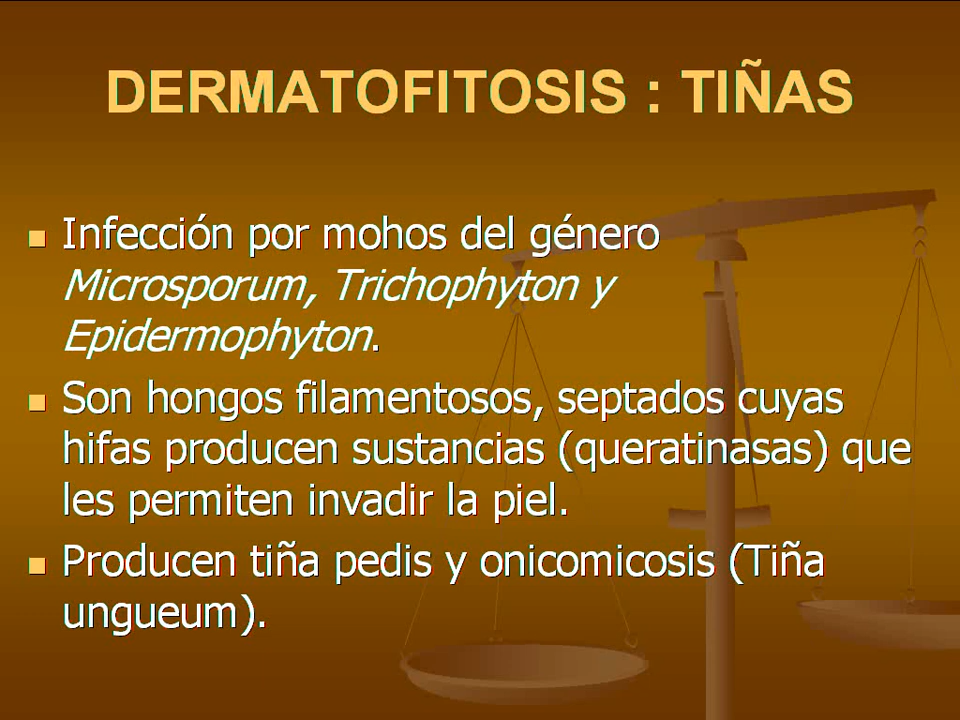 DERMATOFITOSIS : TIÑAS
Infección por mohos del género
Microsporum, Trichophyton y
Epidermophyton.
Son hongos filamentosos, septados cuyas
hifas producen sustancias (queratinasas) que
les permiten invadir la piel.
Producen tiña pedis y onicomicosis (Tiña
ungueum).